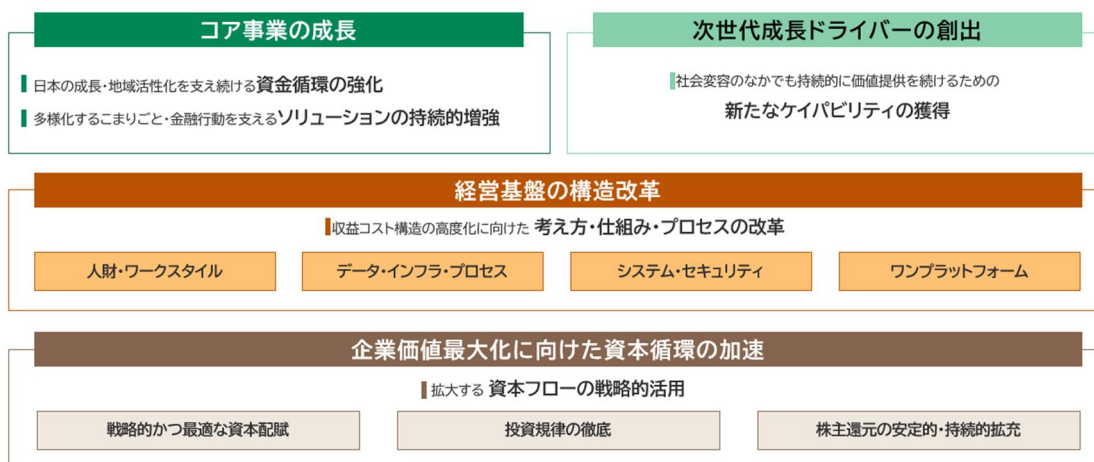 コア事業の成長
日本の成長・地域活性化を支え続ける資金循環の強化
多様化するこまりごと・金融行動を支えるソリューションの持続的増強
次世代成長ドライバーの創出
社会変容のなかでも持続的に価値提供を続けるための
新たなケイパビリティの獲得
経営基盤の構造改革
収益コスト構造の高度化に向けた 考え方・仕組み・プロセスの改革
人財・ワークスタイル
データ・インフラ・プロセス
システム・セキュリティ
ワンプラットフォーム
企業価値最大化に向けた資本循環の加速
拡大する 資本フローの戦略的活用
戦略的かつ最適な資本配賦
投資規律の徹底
株主還元の安定的・持続的拡充